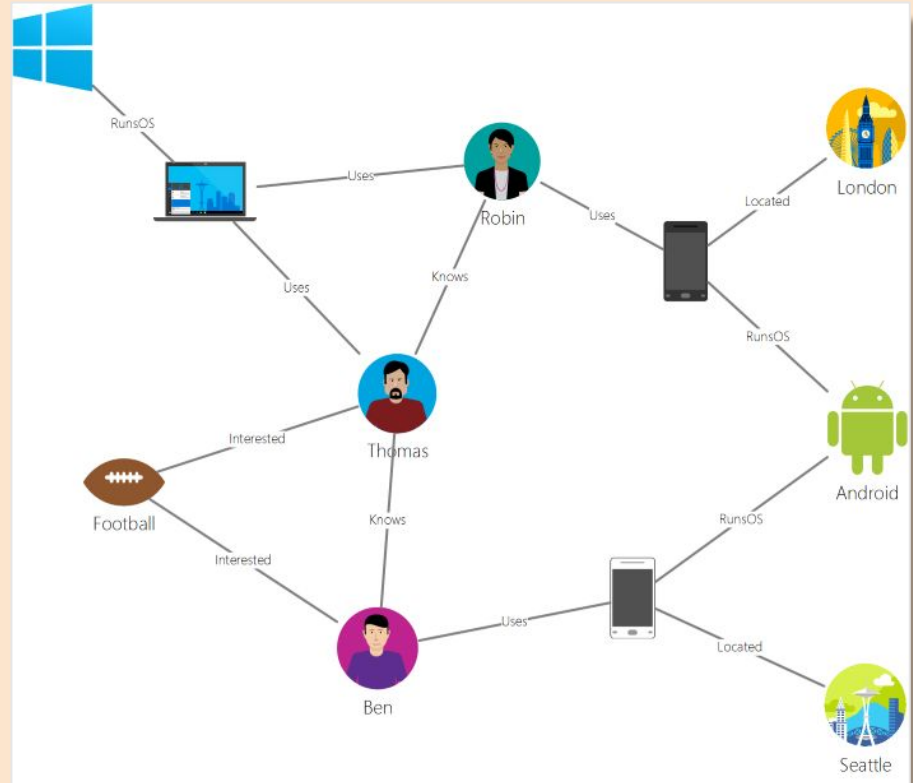 RunsOS
Uses
London
Located
Robin
Uses
Knows
Uses
RunsOS
Interested
Thomas
Android
Football
Knows
RunsOS
Interested
Uses
Located
Ben
Seattle